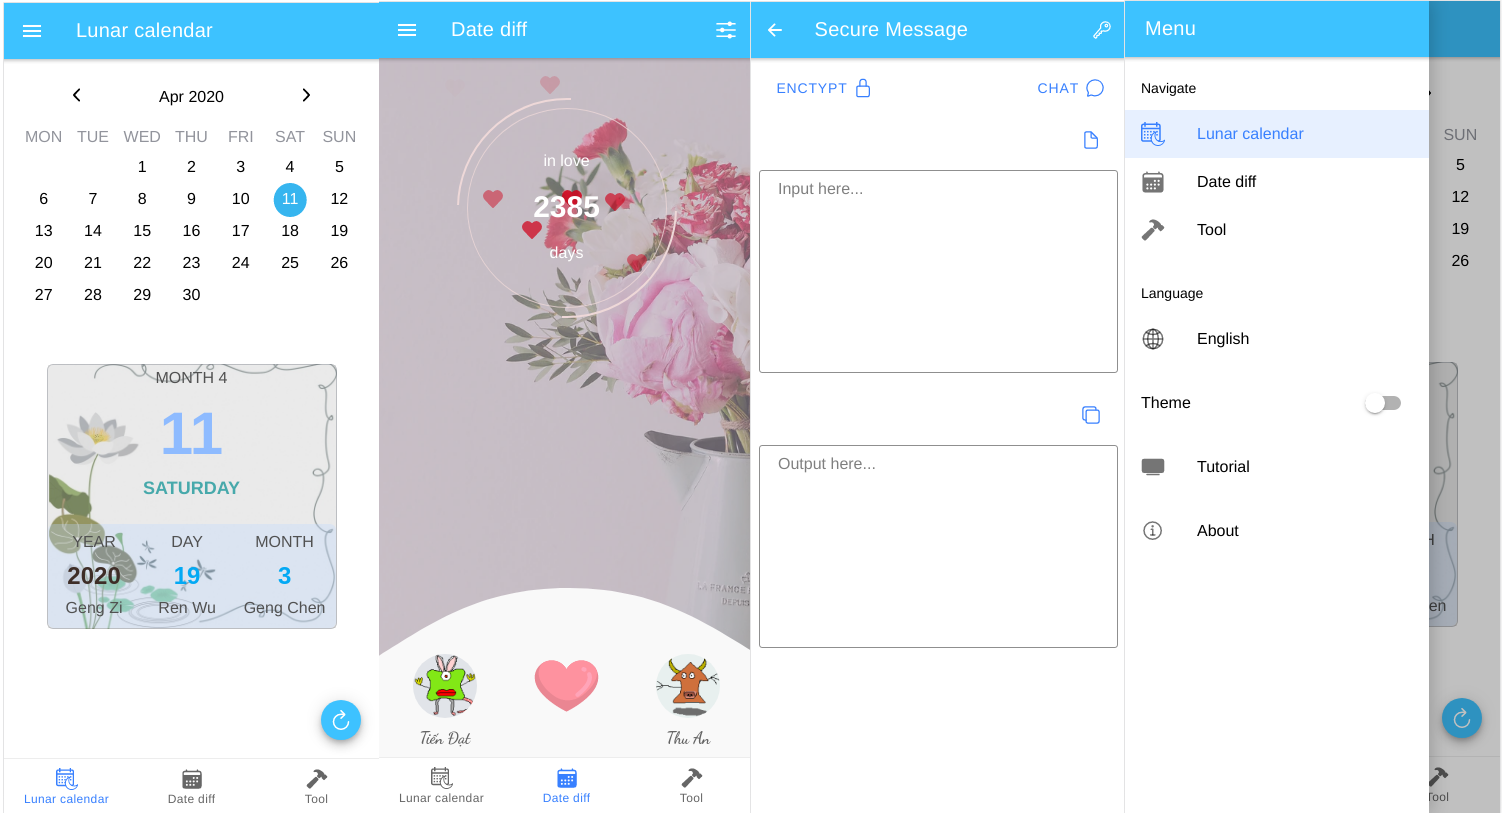 Lunar calendar
Apr 2020
MON TUE WED THU FRI SAT SUN
1 2 3 4 5
6 7 8 9 10 11 12
13 14 15 16 17 18 19
20 21 22 23 24 25 26
27 28 29 30
MONTH 4
11
SATURDAY
YEAR DAY MONTH
2020 19 3
Geng Zi Ren Wu Geng Chen
Lunar calendar Date diff Tool
Date diff
in love
2385
days
LA FRANCE
DEPUIS
Tiến Đạt Thu An
Lunar calendar Date diff Tool
Secure Message
ENCTYPT CHAT
Input here...
Output here...
Menu
Navigate
Lunar calendar
Date diff
Tool
Language
English
Theme
Tutorial
About
SUN
5
12
19
26
H
en
Tool